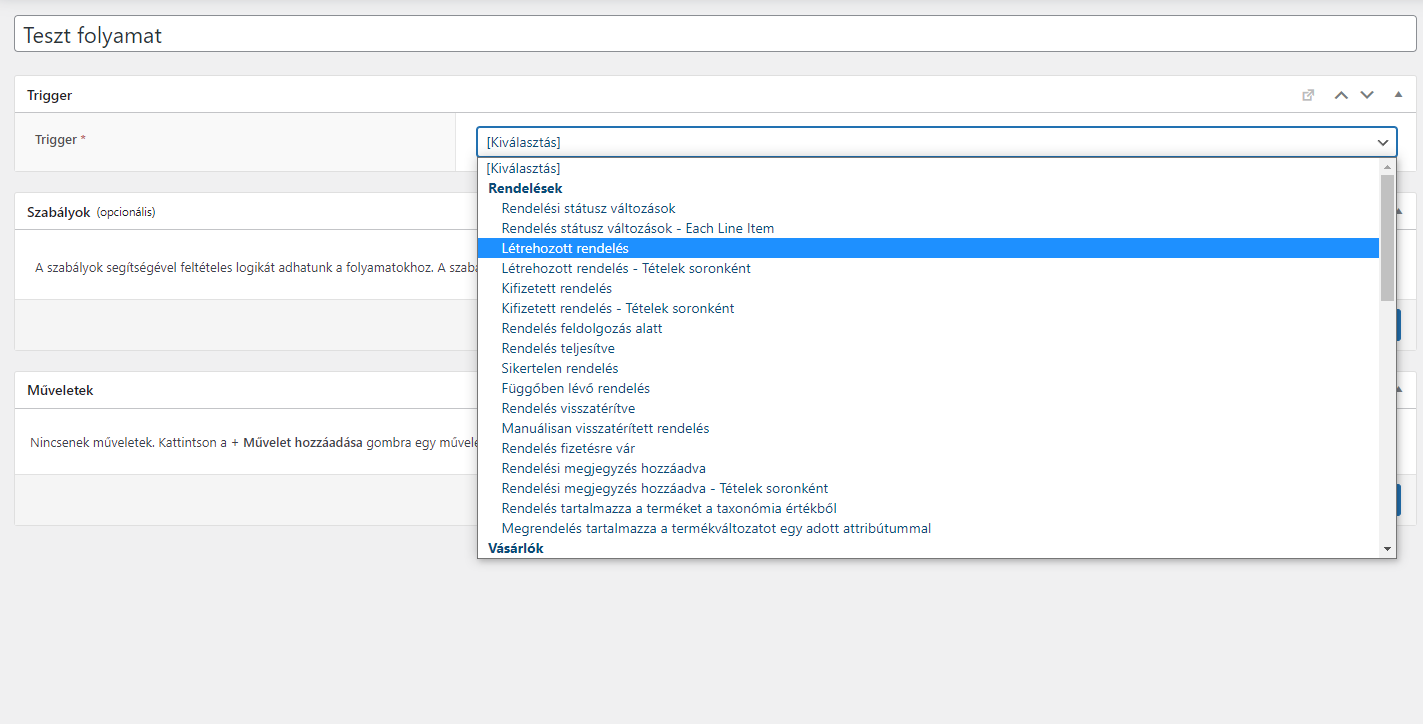 Teszt folyamat
Trigger
Trigger *
[Kiválasztás]
[Kiválasztás]
Rendelések
Rendelési státusz változások
Rendelés státusz változások - Each Line Item
Létrehozott rendelés
Létrehozott rendelés - Tételek soronként
Kifizetett rendelés
Kifizetett rendelés - Tételek soronként
Rendelés feldolgozás alatt
Rendelés teljesítve
Sikertelen rendelés
Függőben lévő rendelés
Rendelés visszatérítve
Manuálisan visszatérített rendelés
Rendelés fizetésre vár
Rendelési megjegyzés hozzáadva
Rendelési megjegyzés hozzáadva - Tételek soronként
Rendelés tartalmazza a terméket a taxonómia értékből
Megrendelés tartalmazza a termékváltozatot egy adott attribútummal
Vásárlók
Szabályok (opcionális)
A szabályok segítségével feltételes logikát adhatunk a folyamatokhoz. A
Műveletek
Nincsenek műveletek. Kattintson a + Művelet hozzáadása gombra egy